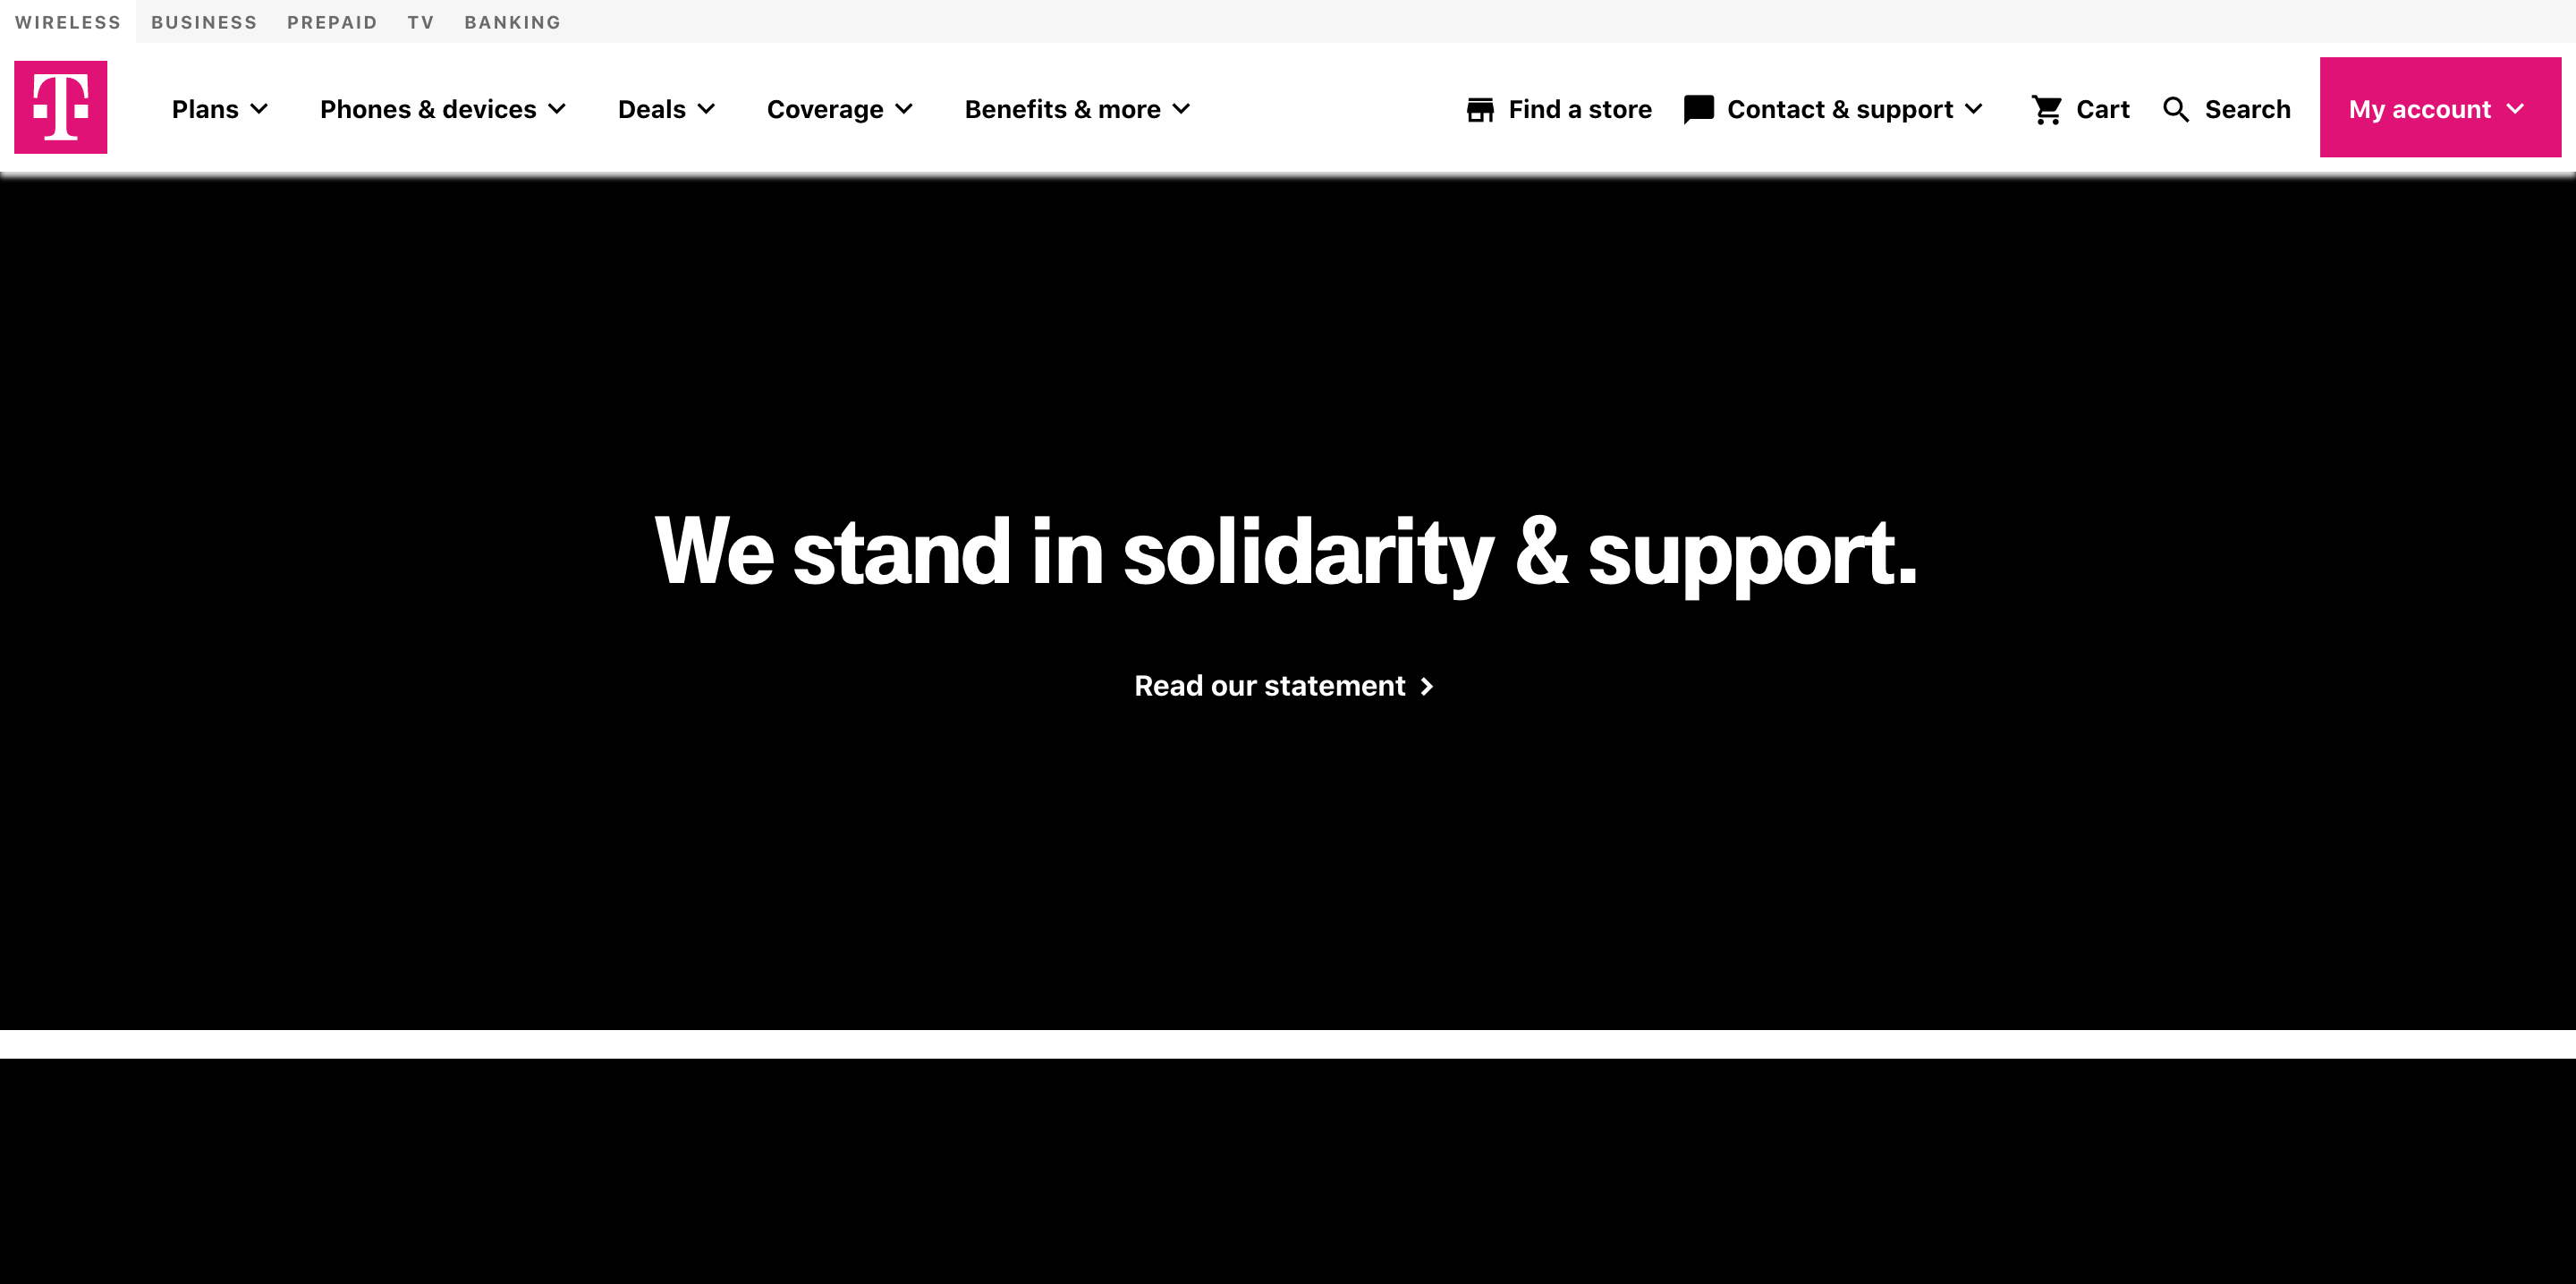 WIRELESS BUSINESS PREPAID TV BANKING
T Plans Phones & devices Deals Coverage Benefits & more Find a store Contact & support Cart Search My account
We stand in solidarity & support.
Read our statement